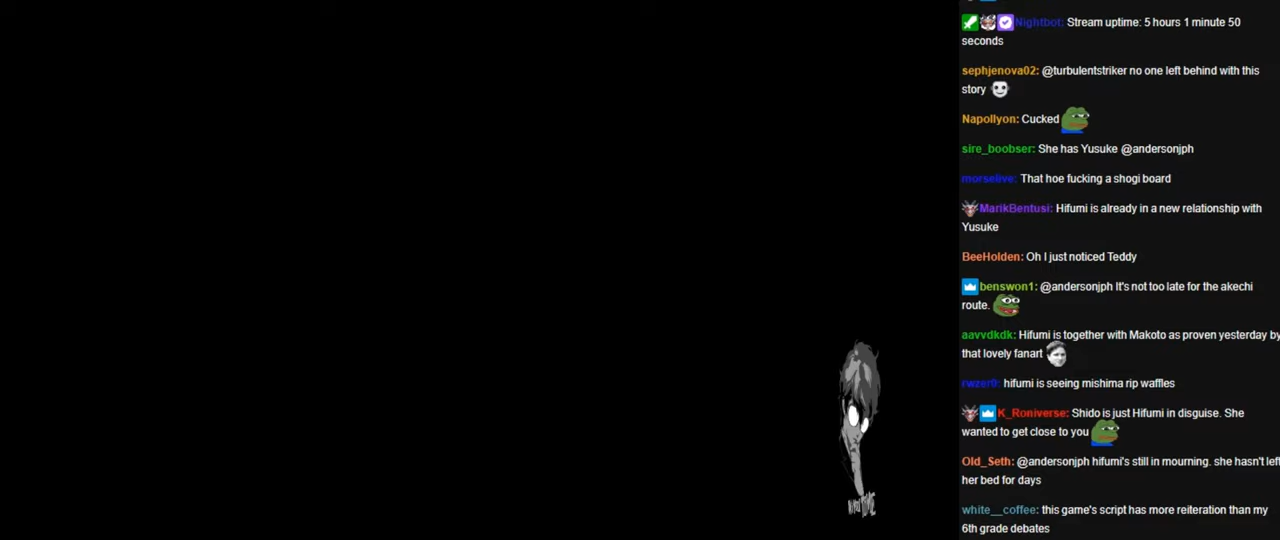 Nightbot: Stream uptime: 5 hours 1 minute 50
seconds
sephjenova02: @turbulentstriker no one left behind with this
story
Napollyon: Cucked
sire_boobser: She has Yusuke @andersonjph
morselive: That hoe fucking a shogi board
MarikBentusi: Hifumi is already in a new relationship with
Yusuke
BeeHolden: Oh I just noticed Teddy
benswon1: @andersonjph It's not too late for the akechi
route.
aavvdkdk: Hifumi is together with Makoto as proven yesterday by
that lovely fanart
rwzer0: hifumi is seeing mishima rip waffles
K_Roniverse: Shido is just Hifumi in disguise. She
wanted to get close to you
Old_Seth: @andersonjph hifumi's still in mourning. she hasn't left
her bed for days
white__coffee: this game's script has more reiteration than my
6th grade debates